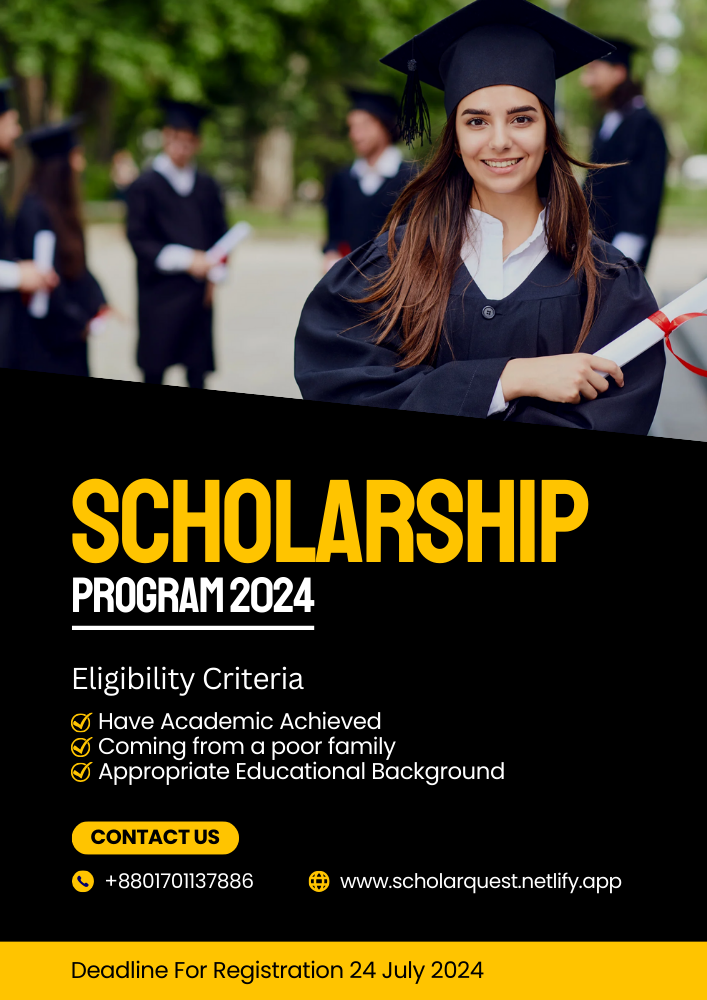 SCHOLARSHIP
PROGRAM 2024
Eligibility Criteria
Have Academic Achieved
Coming from a poor family
Appropriate Educational Background
CONTACT US
+8801701137886
www.scholarquest.netlify.app
Deadline For Registration 24 July 2024